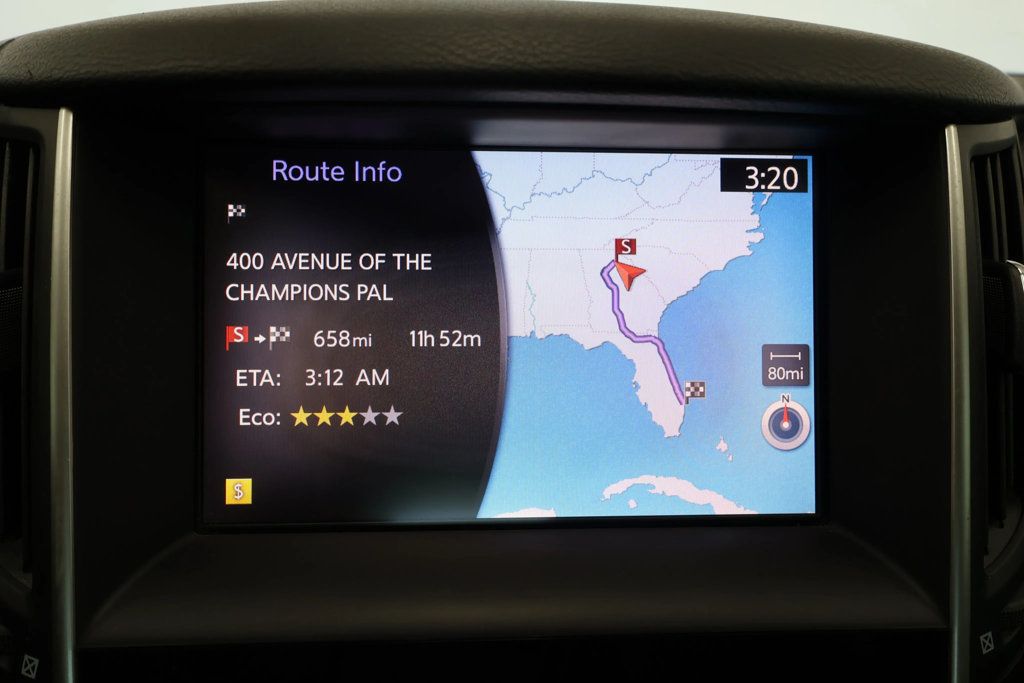 Route Info
400 AVENUE OF THE
CHAMPIONS PAL
S 658mi 11h 52m
ETA: 3:12 AM
Eco:
$
3:20
S
80mi
N